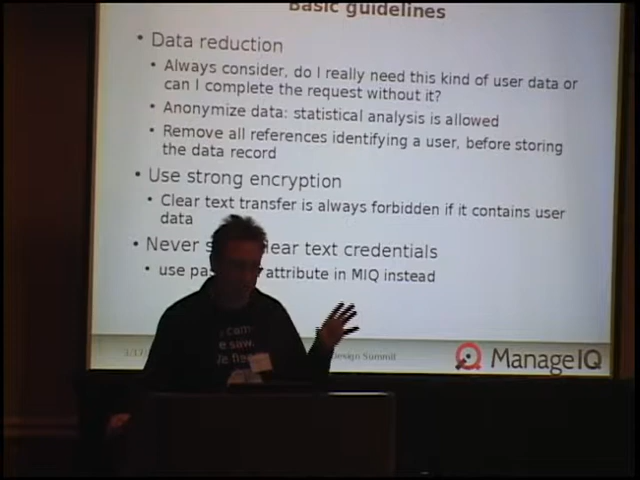 Basic guidelines
• Data reduction
• Always consider, do I really need this kind of user data or
can I complete the request without it?
• Anonymize data: statistical analysis is allowed
• Remove all references identifying a user, before storing
the data record
• Use strong encryption
• Clear text transfer is always forbidden if it contains user
data
• Never lear text credentials
• use pa attribute in MIQ instead
esign Summit
ManageIQ